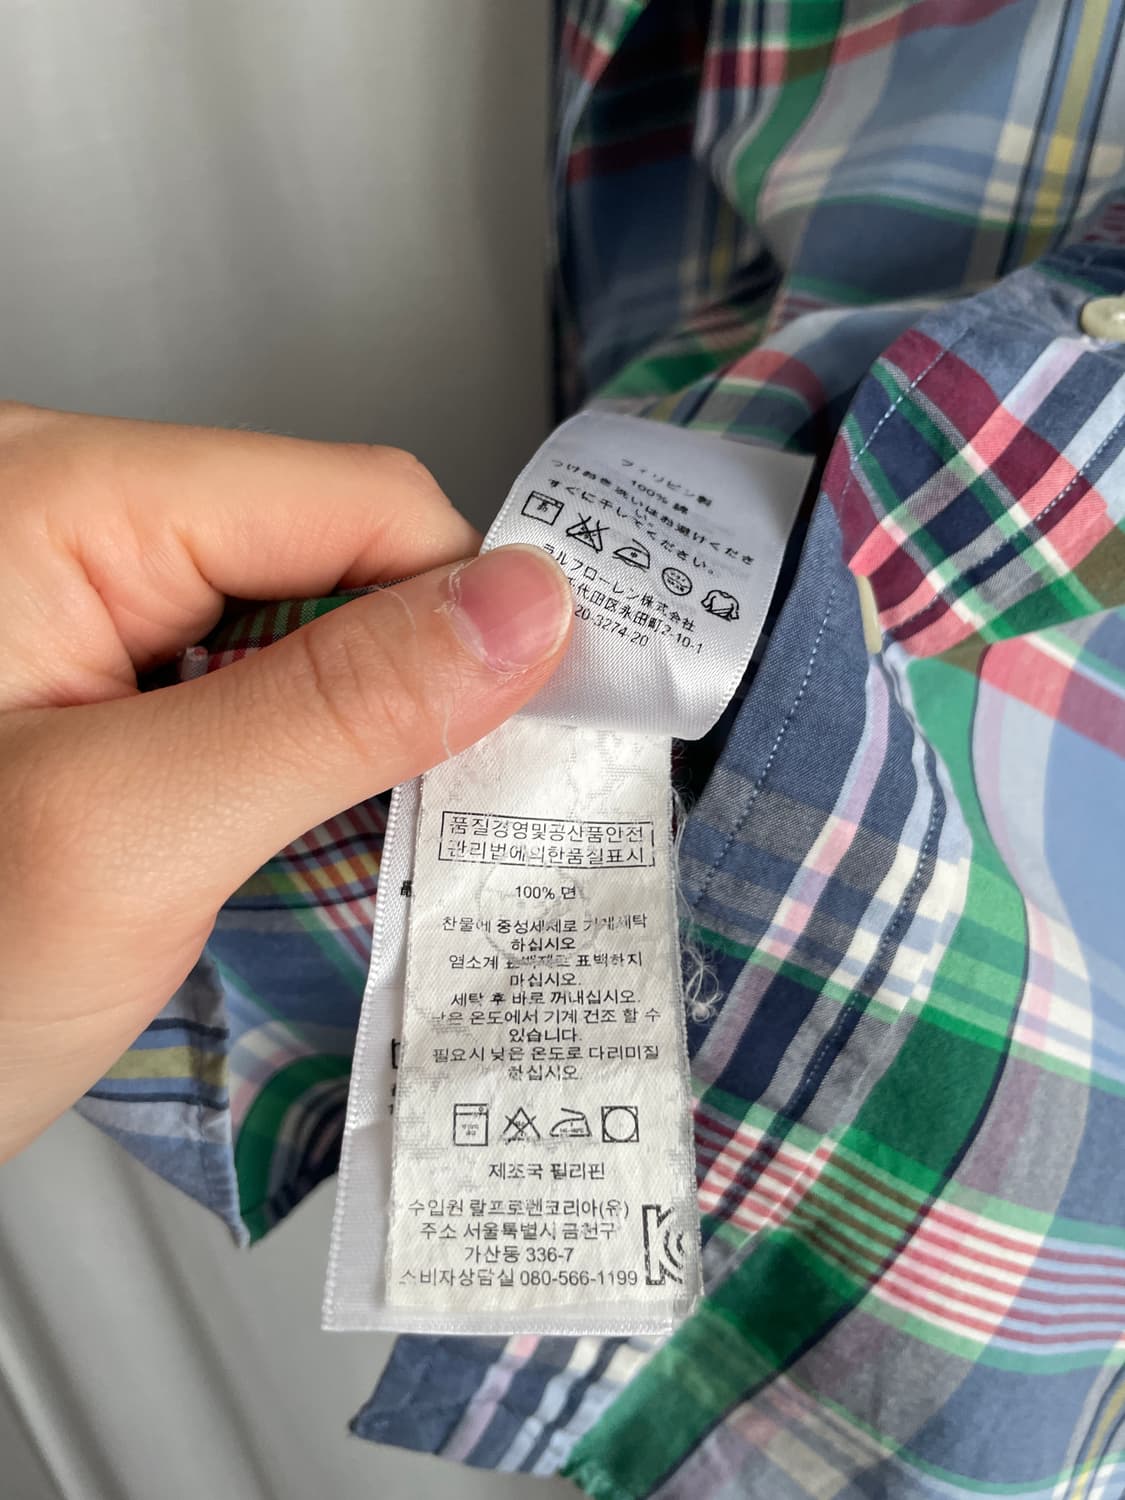 フィリピン製
100% 綿
つけおき洗いはお避けくださ
い。
すぐに干してください。
ラルフローレン株式会社
千代田区永田町2-10-1
20-3274-20
품질경영및공산품안전
관리법에의한품질표시
100% 면
찬물에 중성세제로 기계세탁
하십시오
염소계 표백제로 표백하지
마십시오.
세탁 후 바로 꺼내십시오.
낮은 온도에서 기계 건조 할 수
있습니다.
필요시 낮은 온도로 다리미질
하십시오.
제조국 필리핀
수입원 랄프로렌코리아(유)
주소 서울특별시 금천구
가산동 336-7
소비자상담실 080-566-1199